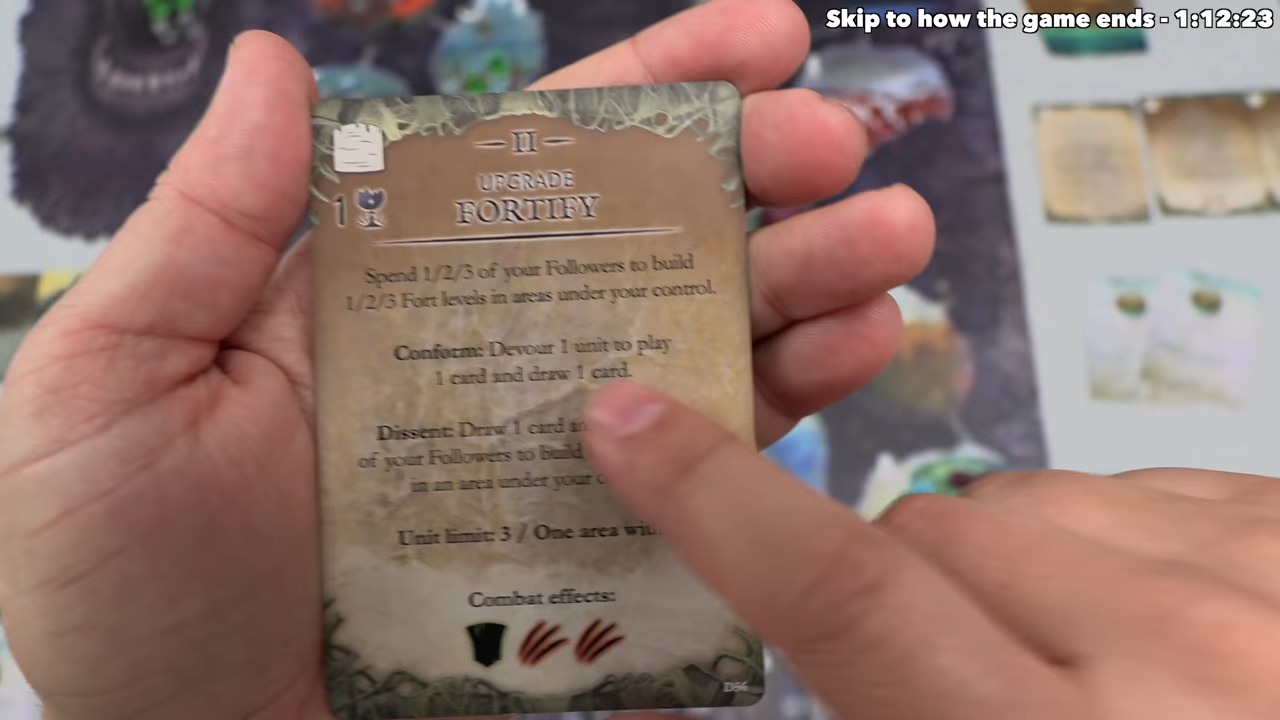 Skip to how the game ends - 1:12:23
II
1
UPGRADE
FORTIFY
Spend 1/2/3 of your Followers to build
1/2/3 Fort levels in areas under your control.
Conform: Devour 1 unit to play
1 card and draw 1 card.
Dissent: Draw 1 card
of your Followers to build
in an area under your
Unit limit: 3 / One area
Combat effects:
D56